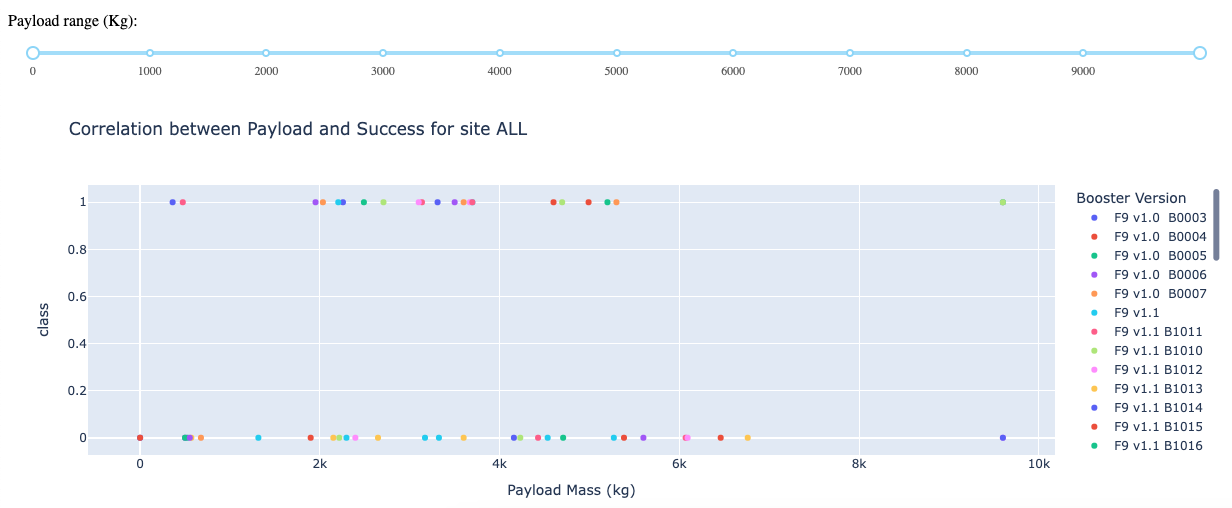 Payload range (Kg):
0 1000 2000 3000 4000 5000 6000 7000 8000 9000
Correlation between Payload and Success for site ALL
1
0.8
0.6
0.4
0.2
0
class
0 2k 4k 6k 8k 10k
Payload Mass (kg)
Booster Version
F9 v1.0  B0003
F9 v1.0  B0004
F9 v1.0  B0005
F9 v1.0  B0006
F9 v1.0  B0007
F9 v1.1
F9 v1.1 B1011
F9 v1.1 B1010
F9 v1.1 B1012
F9 v1.1 B1013
F9 v1.1 B1014
F9 v1.1 B1015
F9 v1.1 B1016